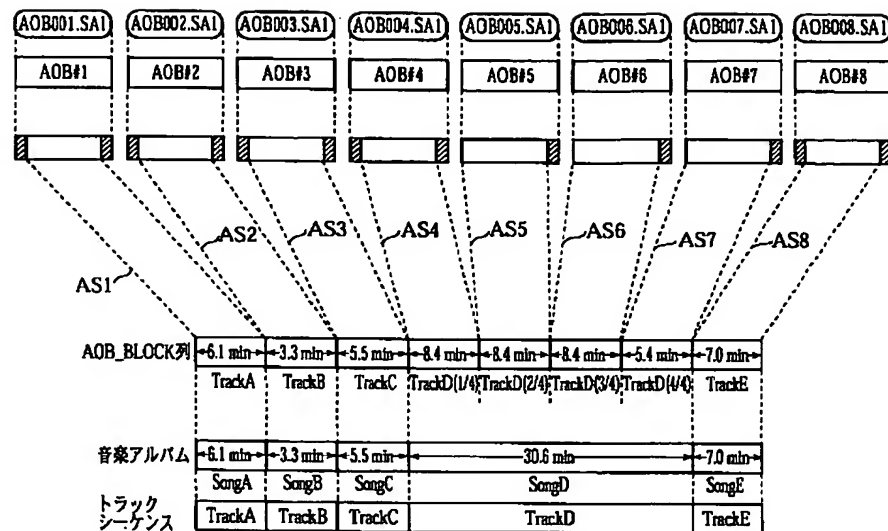 AOB001.SA1 AOB002.SA1 AOB003.SA1 AOB004.SA1 AOB005.SA1 AOB006.SA1 AOB007.SA1 AOB008.SA1
AOB#1 AOB#2 AOB#3 AOB#4 AOB#5 AOB#6 AOB#7 AOB#8
AS1 AS2 AS3 AS4 AS5 AS6 AS7 AS8
AOB_BLOCK列 6.1 min 3.3 min 5.5 min 8.4 min 8.4 min 8.4 min 5.4 min 7.0 min
TrackA TrackB TrackC TrackD(1/4) TrackD(2/4) TrackD(3/4) TrackD(4/4) TrackE
音楽アルバム 6.1 min 3.3 min 5.5 min 30.6 min 7.0 min
SongA SongB SongC SongD SongE
トラック
シーケンス TrackA TrackB TrackC TrackD TrackE